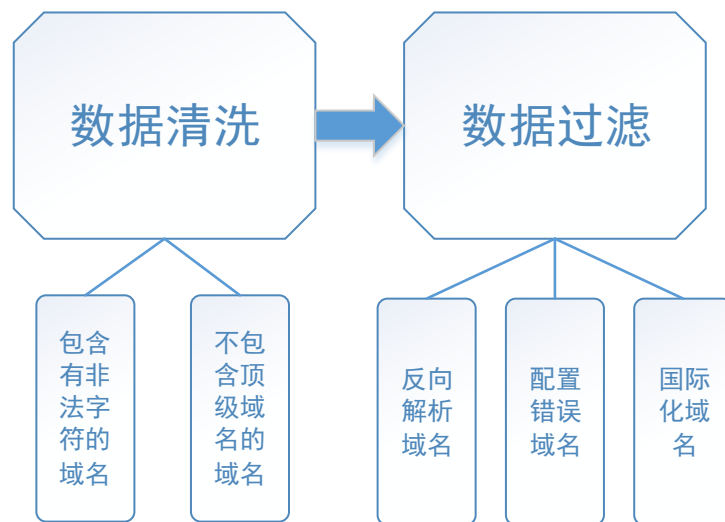 数据清洗
数据过滤
包含
有非
法字
符的
域名
不包
含顶
级域
名的
域名
反向
解析
域名
配置
错误
域名
国际
化域
名